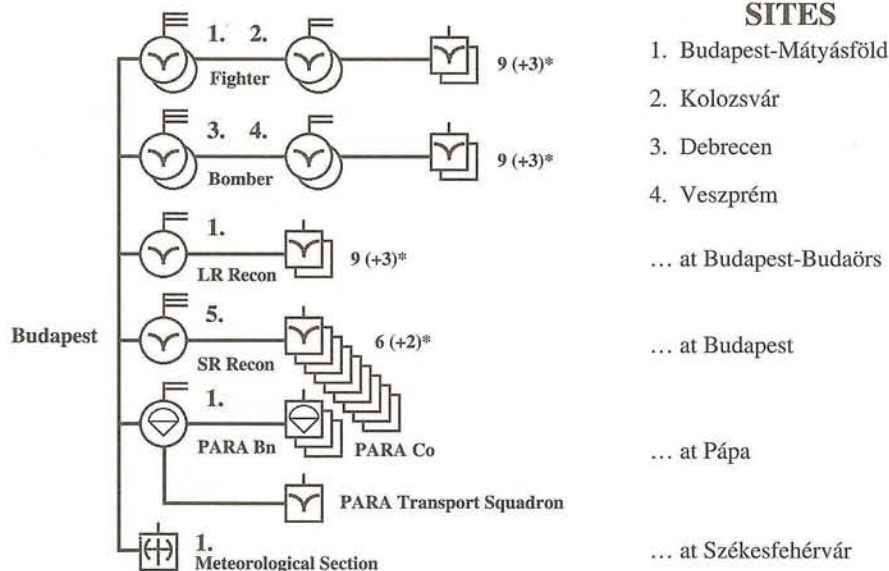 SITES
1. 2.
Fighter
9 (+3)*
1. Budapest-Mátyásföld
2. Kolozsvár
3. 4.
Bomber
9 (+3)*
3. Debrecen
4. Veszprém
1.
LR Recon
9 (+3)*
... at Budapest-Budaörs
Budapest
5.
SR Recon
6 (+2)*
... at Budapest
1.
PARA Bn
PARA Co
... at Pápa
PARA Transport Squadron
1.
Meteorological Section
... at Székesfehérvár